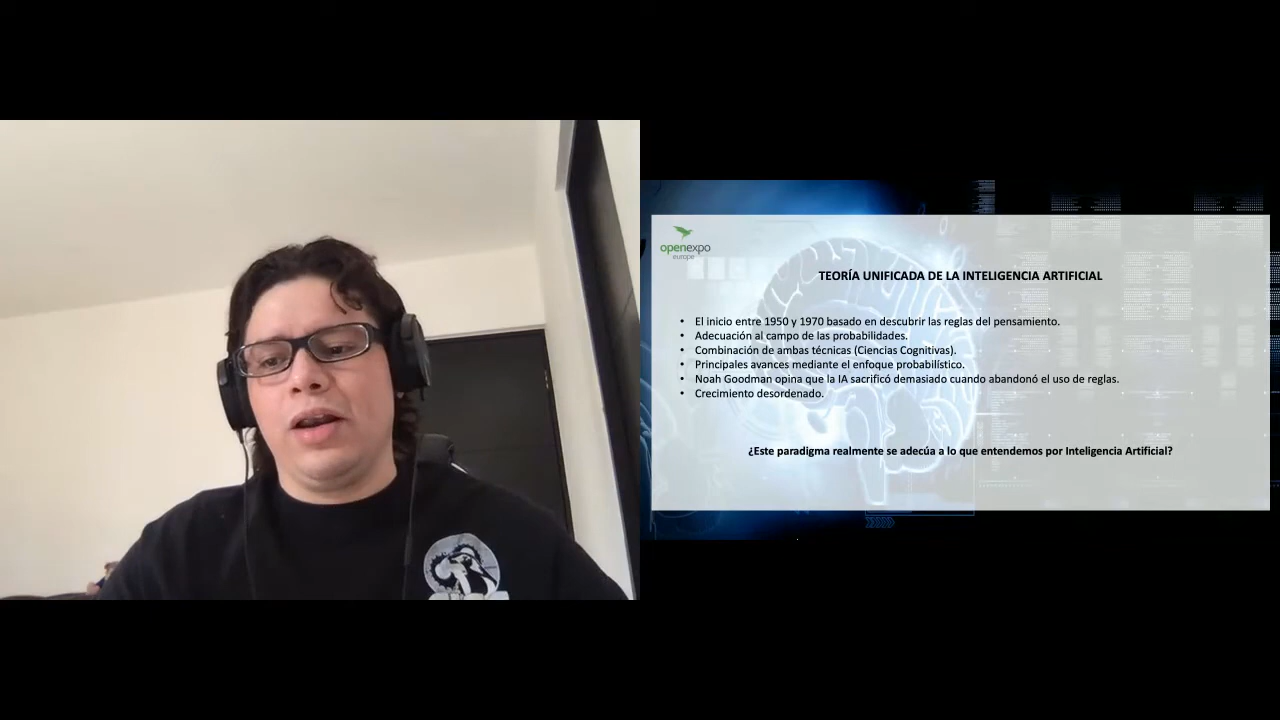 openexpo
europe
TEORÍA UNIFICADA DE LA INTELIGENCIA ARTIFICIAL
• El inicio entre 1950 y 1970 basado en descubrir las reglas del pensamiento.
• Adecuación al campo de las probabilidades.
• Combinación de ambas técnicas (Ciencias Cognitivas).
• Principales avances mediante el enfoque probabilístico.
• Noah Goodman opina que la IA sacrificó demasiado cuando abandonó el uso de reglas.
• Crecimiento desordenado.
¿Este paradigma realmente se adecúa a lo que entendemos por Inteligencia Artificial?